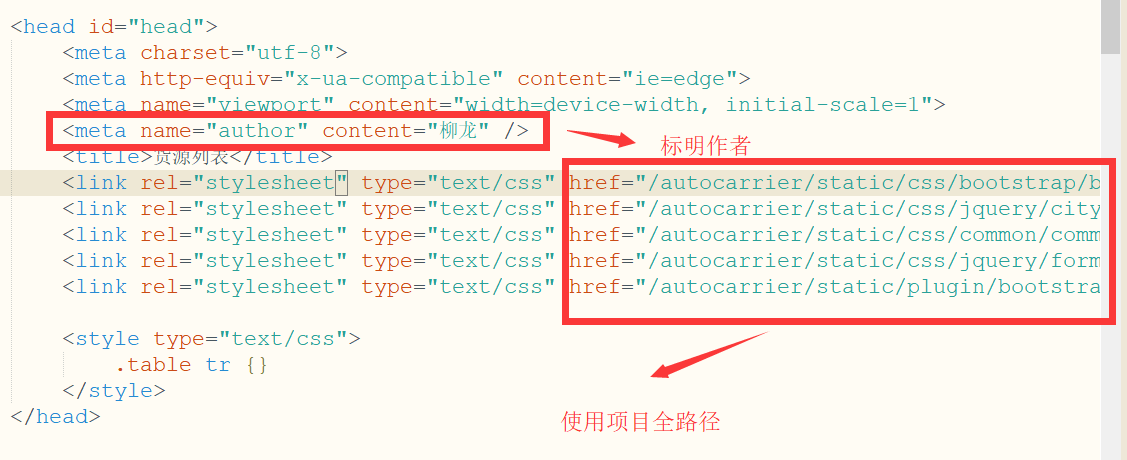 <head id="head">
<meta charset="utf-8">
<meta http-equiv="x-ua-compatible" content="ie=edge">
<meta name="viewport" content="width=device-width, initial-scale=1">
<meta name="author" content="柳龙" />
标明作者
<title>货源列表</title>
<link rel="stylesheet" type="text/css" href="/autocarrier/static/css/bootstrap/b
<link rel="stylesheet" type="text/css" href="/autocarrier/static/css/jquery/city
<link rel="stylesheet" type="text/css" href="/autocarrier/static/css/common/comm
<link rel="stylesheet" type="text/css" href="/autocarrier/static/css/jquery/form
<link rel="stylesheet" type="text/css" href="/autocarrier/static/plugin/bootstra
<style type="text/css">
.table tr {}
</style>
</head>
使用项目全路径